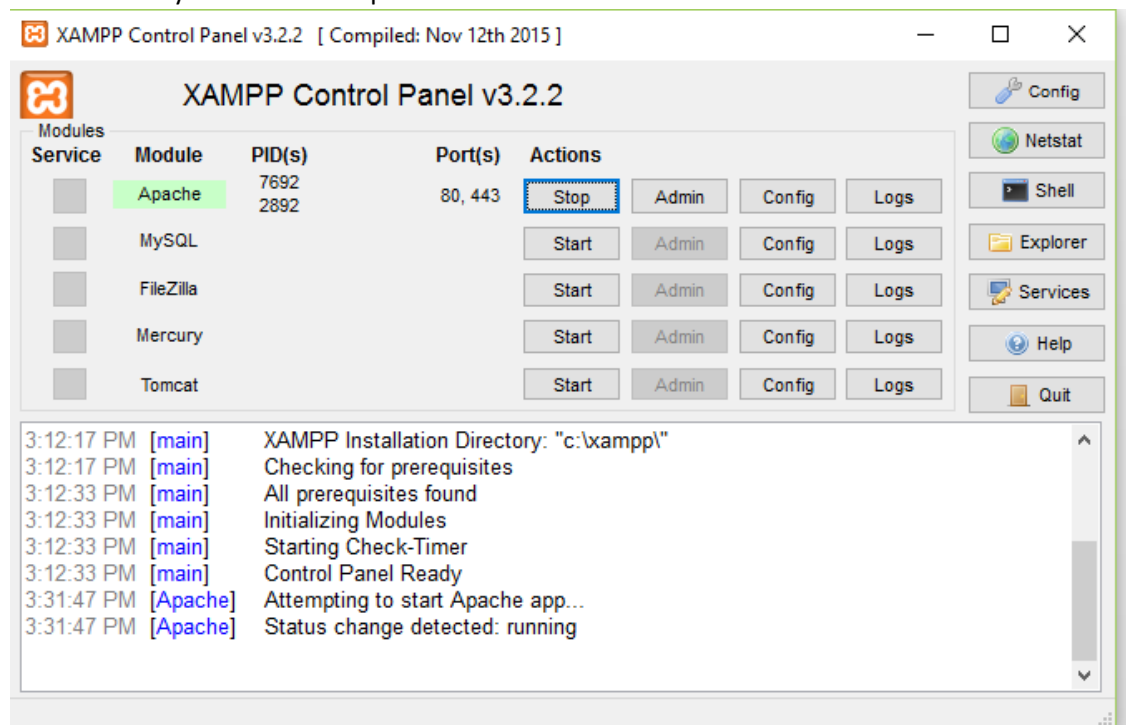 XAMPP Control Panel v3.2.2 [ Compiled: Nov 12th 2015 ]
XAMPP Control Panel v3.2.2
Config
Modules
Service Module PID(s) Port(s) Actions
Netstat
Apache 7692 2892 80, 443 Stop Admin Config Logs
Shell
MySQL Start Admin Config Logs
Explorer
FileZilla Start Admin Config Logs
Services
Mercury Start Admin Config Logs
Help
Tomcat Start Admin Config Logs
Quit
3:12:17 PM [main] XAMPP Installation Directory: "c:\xampp\"
3:12:17 PM [main] Checking for prerequisites
3:12:33 PM [main] All prerequisites found
3:12:33 PM [main] Initializing Modules
3:12:33 PM [main] Starting Check-Timer
3:12:33 PM [main] Control Panel Ready
3:31:47 PM [Apache] Attempting to start Apache app...
3:31:47 PM [Apache] Status change detected: running